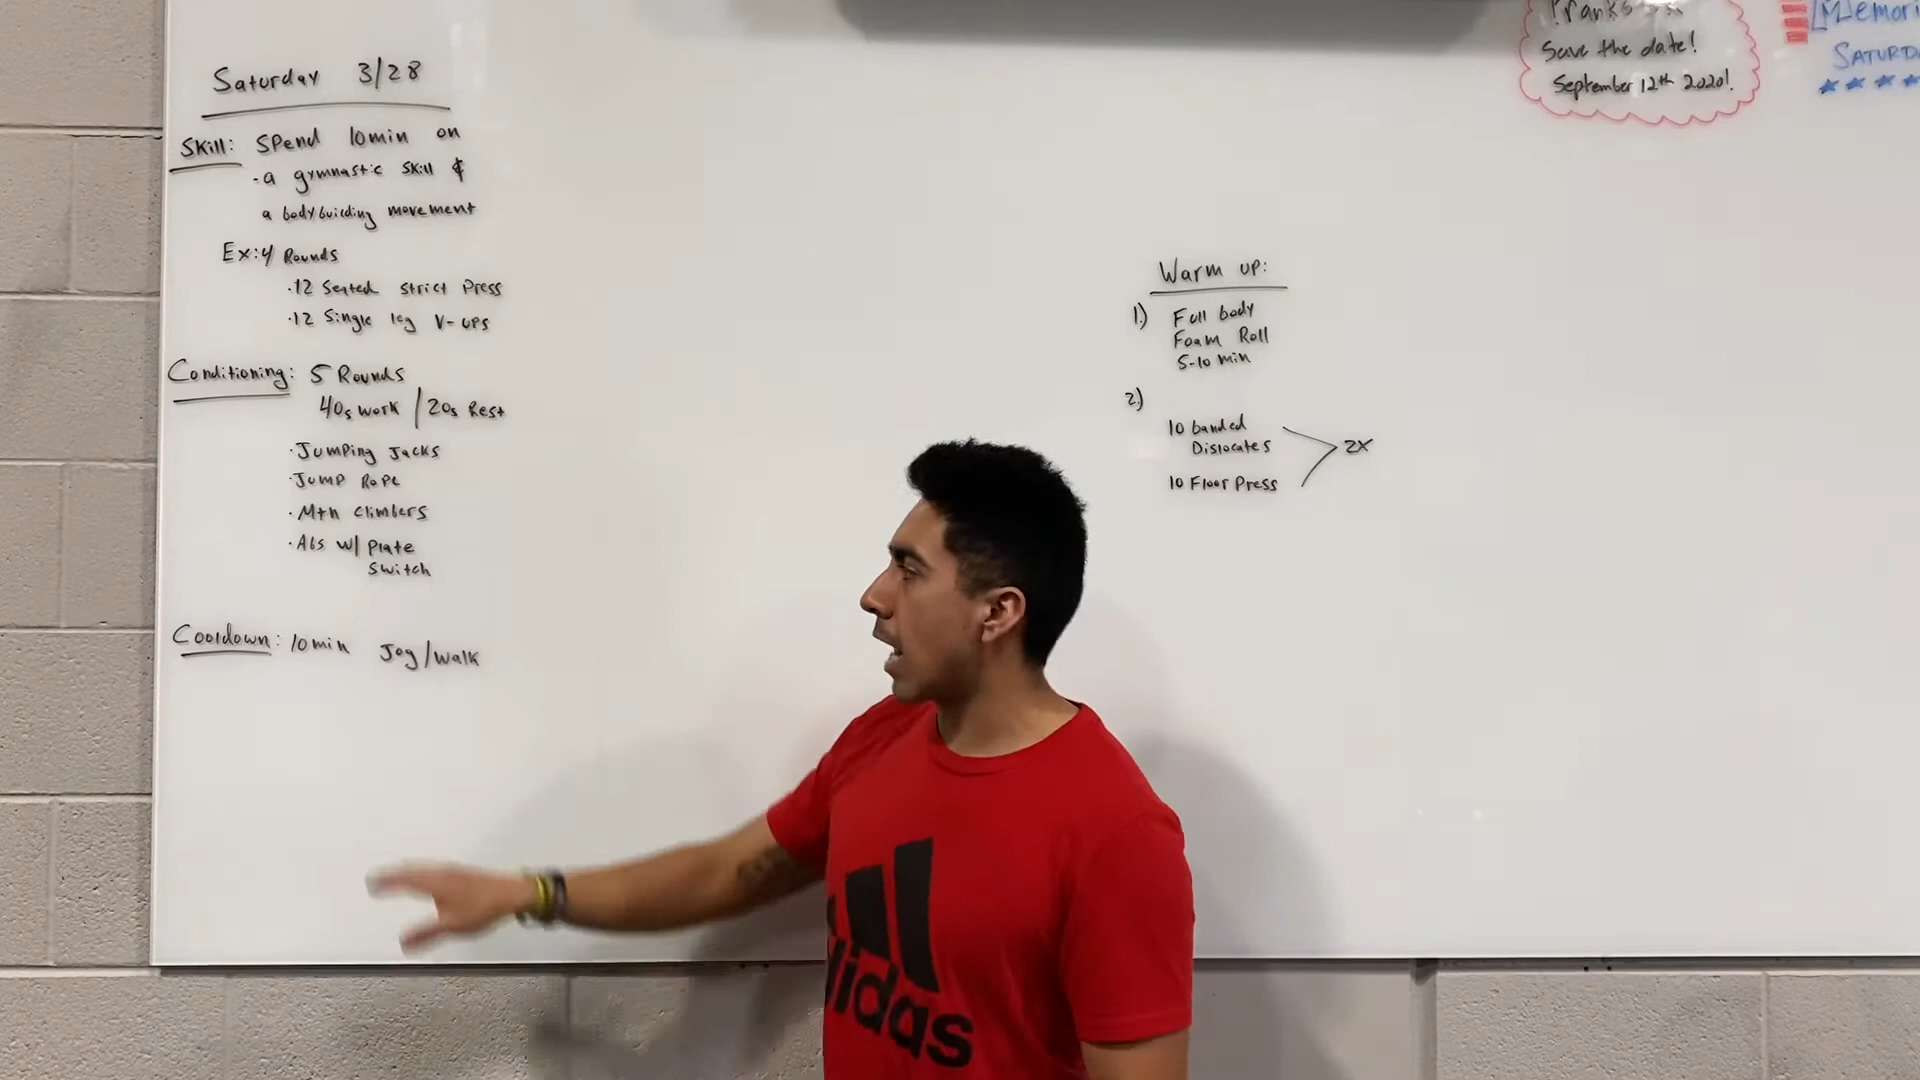 Saturday 3/28
Skill: Spend 10min on
-a gymnastic skill &
a bodybuilding movement
Ex: 4 Rounds
·12 Seated Strict Press
·12 Single leg V-ups
Conditioning: 5 Rounds
40s work / 20s Rest
·Jumping Jacks
·Jump Rope
·Mtn Climbers
·Abs w/ Plate
Switch
Cooldown: 10min Jog/Walk
Warm up:
1.) Full body
Foam Roll
5-10 min
2.)
10 banded
Dislocates
10 Floor Press
2X
Save the date!
September 12th 2020!
adidas